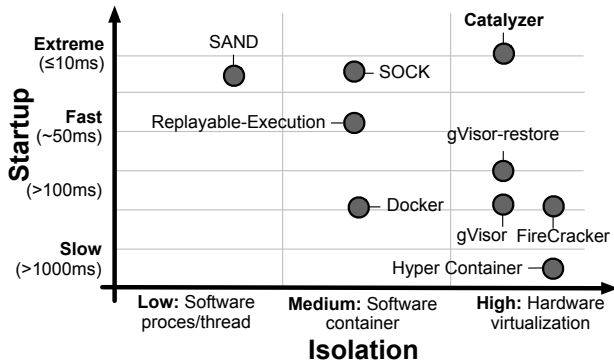 Catalyzer
Extreme
(≤10ms)
SAND
SOCK
Fast
(~50ms)
Replayable-Execution
gVisor-restore
Startup
(>100ms)
Docker
gVisor
FireCracker
Slow
(>1000ms)
Hyper Container
Low: Software
proces/thread
Medium: Software
container
High: Hardware
virtualization
Isolation